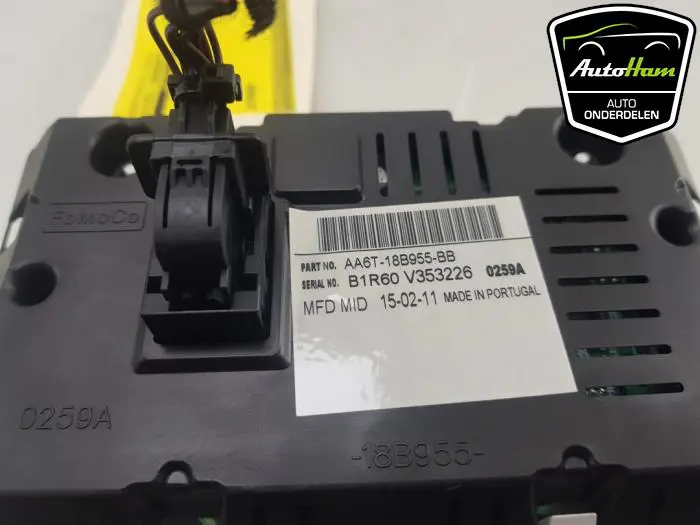 AutoHam
AUTO
ONDERDELEN
FoMoCo
PART NO. AA6T-18B955-BB
SERIAL NO. B1R60 V353226 0259A
MFD MID 15-02-11 MADE IN PORTUGAL
0259A
-18B955-